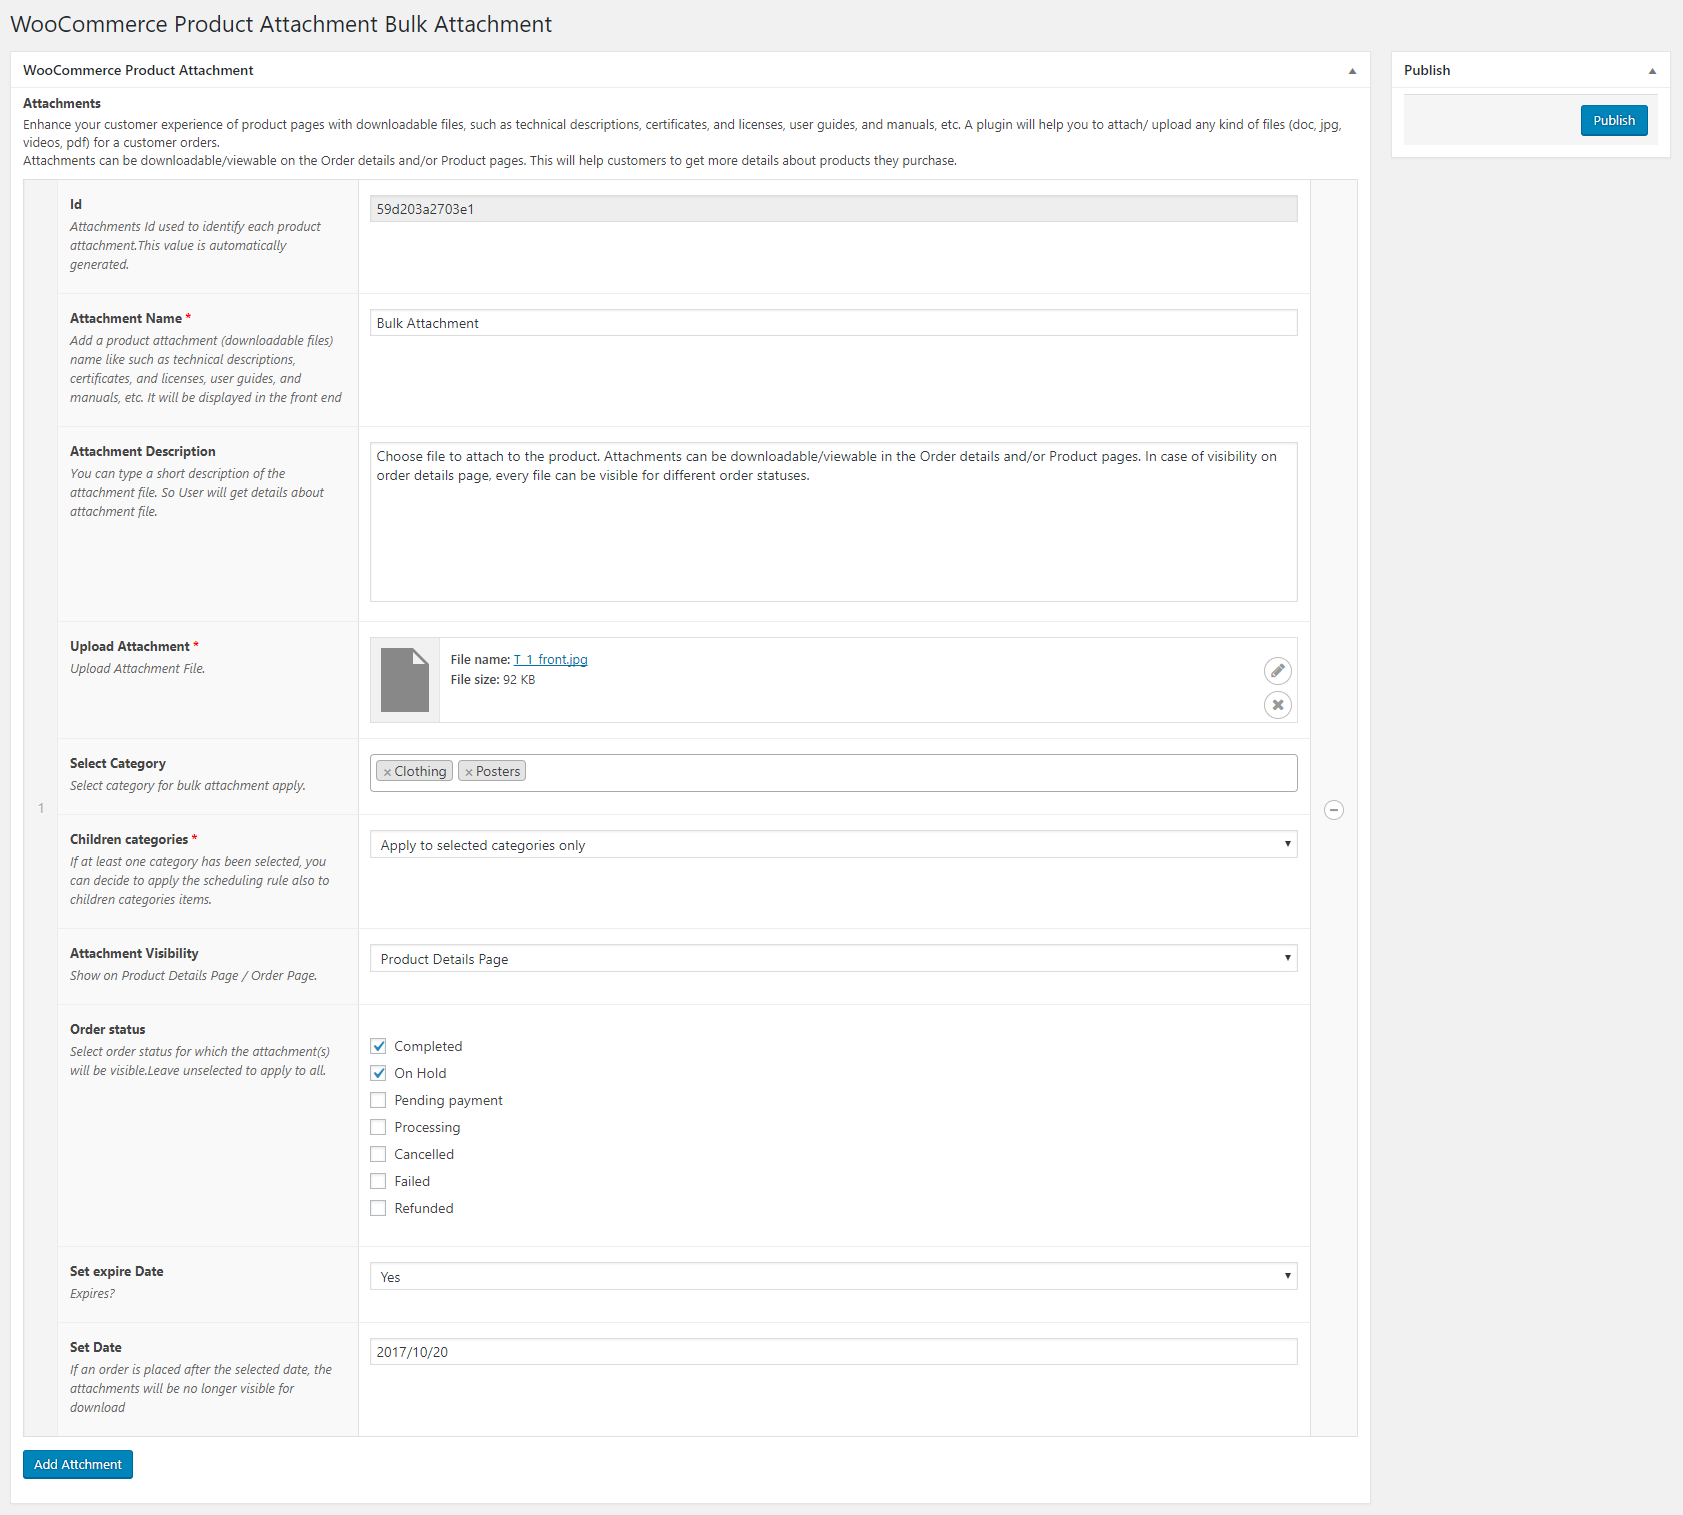 WooCommerce Product Attachment Bulk Attachment
WooCommerce Product Attachment
Publish
Publish
Attachments
Enhance your customer experience of product pages with downloadable files, such as technical descriptions, certificates, and licenses, user guides, and manuals, etc. A plugin will help you to attach/ upload any kind of files (doc, jpg,
videos, pdf) for a customer orders.
Attachments can be downloadable/viewable on the Order details and/or Product pages. This will help customers to get more details about products they purchase.
1
Id
Attachments Id used to identify each product
attachment.This value is automatically
generated.
59d203a2703e1
Attachment Name *
Add a product attachment (downloadable files)
name like such as technical descriptions,
certificates, and licenses, user guides, and
manuals, etc. It will be displayed in the front end
Bulk Attachment
Attachment Description
You can type a short description of the
attachment file. So User will get details about
attachment file.
Choose file to attach to the product. Attachments can be downloadable/viewable in the Order details and/or Product pages. In case of visibility on
order details page, every file can be visible for different order statuses.
Upload Attachment *
Upload Attachment File.
File name: T_1_front.jpg
File size: 92 KB
Select Category
Select category for bulk attachment apply.
× Clothing × Posters
Children categories *
If at least one category has been selected, you
can decide to apply the scheduling rule also to
children categories items.
Apply to selected categories only
Attachment Visibility
Show on Product Details Page / Order Page.
Product Details Page
Order status
Select order status for which the attachment(s)
will be visible.Leave unselected to apply to all.
Completed
On Hold
Pending payment
Processing
Cancelled
Failed
Refunded
Set expire Date
Expires?
Yes
Set Date
If an order is placed after the selected date, the
attachments will be no longer visible for
download
2017/10/20
Add Attchment